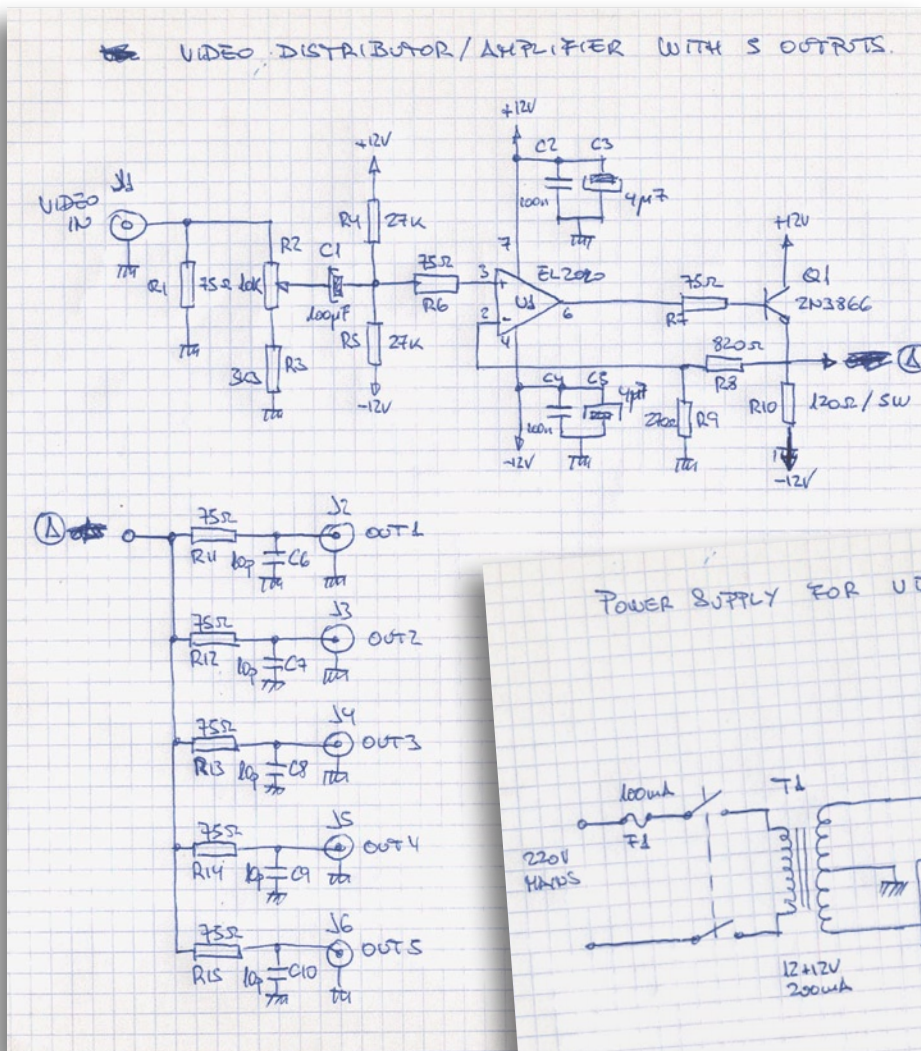 VIDEO DISTRIBUTOR/AMPLIFIER WITH 5 OUTPUTS.
+12V
C2 C3
100n 4µF
+12V
J1
VIDEO IN
R4 27K
+12V
R1 75Ω
R2 10K
C1
100µF
75Ω
R6
7
3 + EL2020
U1
2 -
6
4
75Ω
R7
Q1
2N3866
R3
3K3
R5 27K
-12V
820Ω
R8
A
C4 C5
100n 4µF
-12V
270Ω R9
R10 120Ω/5W
-12V
A
75Ω
R11
10p C6
J2
OUT1
75Ω
R12
10p C7
J3
OUT2
75Ω
R13
10p C8
J4
OUT3
75Ω
R14
10p C9
J5
OUT4
75Ω
R15
10p C10
J6
OUT5
POWER SUPPLY FOR
220V
MAINS
100mA
F1
T1
12+12V
200mA